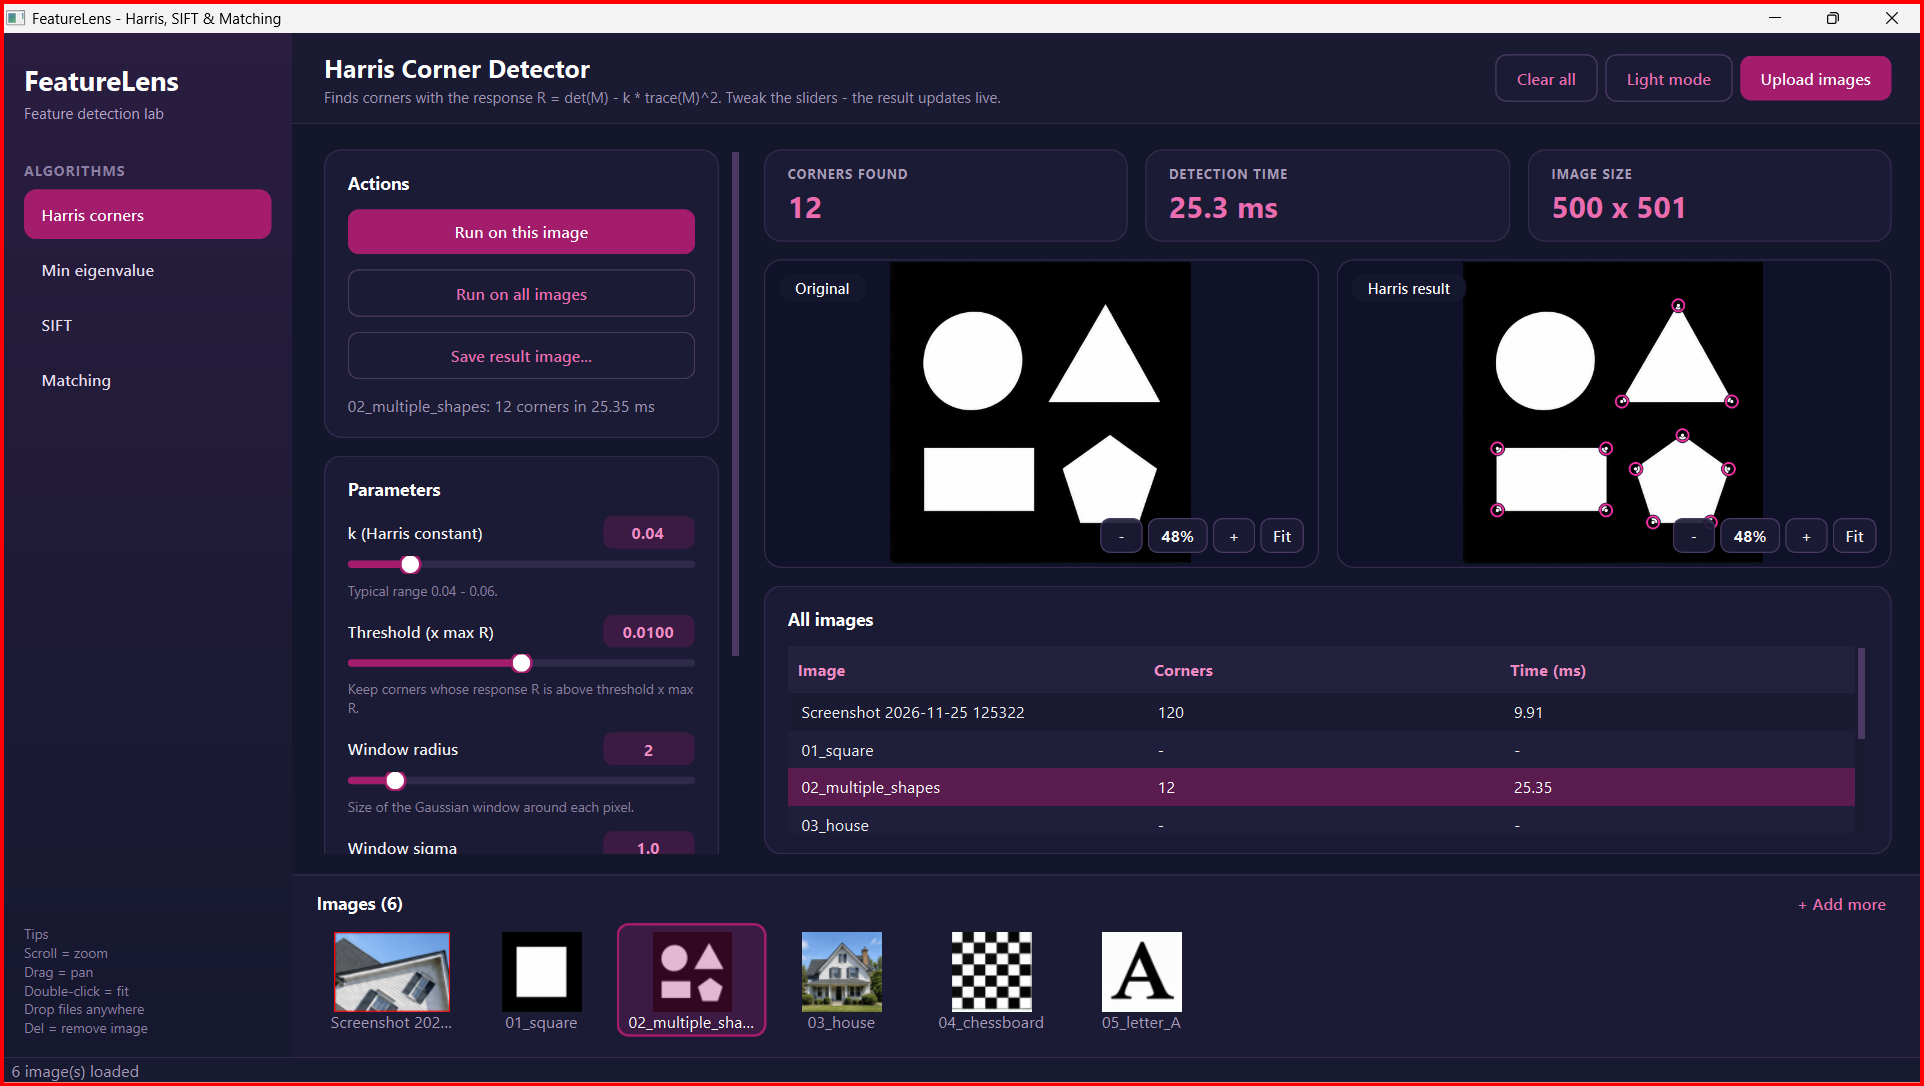 FeatureLens - Harris, SIFT & Matching
FeatureLens
Feature detection lab
ALGORITHMS
Harris corners
Min eigenvalue
SIFT
Matching
Tips
Scroll = zoom
Drag = pan
Double-click = fit
Drop files anywhere
Del = remove image
Harris Corner Detector
Finds corners with the response R = det(M) - k * trace(M)^2. Tweak the sliders - the result updates live.
Clear all
Light mode
Upload images
Actions
Run on this image
Run on all images
Save result image...
02_multiple_shapes: 12 corners in 25.35 ms
Parameters
k (Harris constant) 0.04
Typical range 0.04 - 0.06.
Threshold (x max R) 0.0100
Keep corners whose response R is above threshold x max
R.
Window radius 2
Size of the Gaussian window around each pixel.
Window sigma 1.0
CORNERS FOUND
12
DETECTION TIME
25.3 ms
IMAGE SIZE
500 x 501
Original
- 48% + Fit
Harris result
- 48% + Fit
All images
Image Corners Time (ms)
Screenshot 2026-11-25 125322 120 9.91
01_square - -
02_multiple_shapes 12 25.35
03_house - -
Images (6)
+ Add more
Screenshot 202...
01_square
02_multiple_sha...
03_house
04_chessboard
A
05_letter_A
6 image(s) loaded